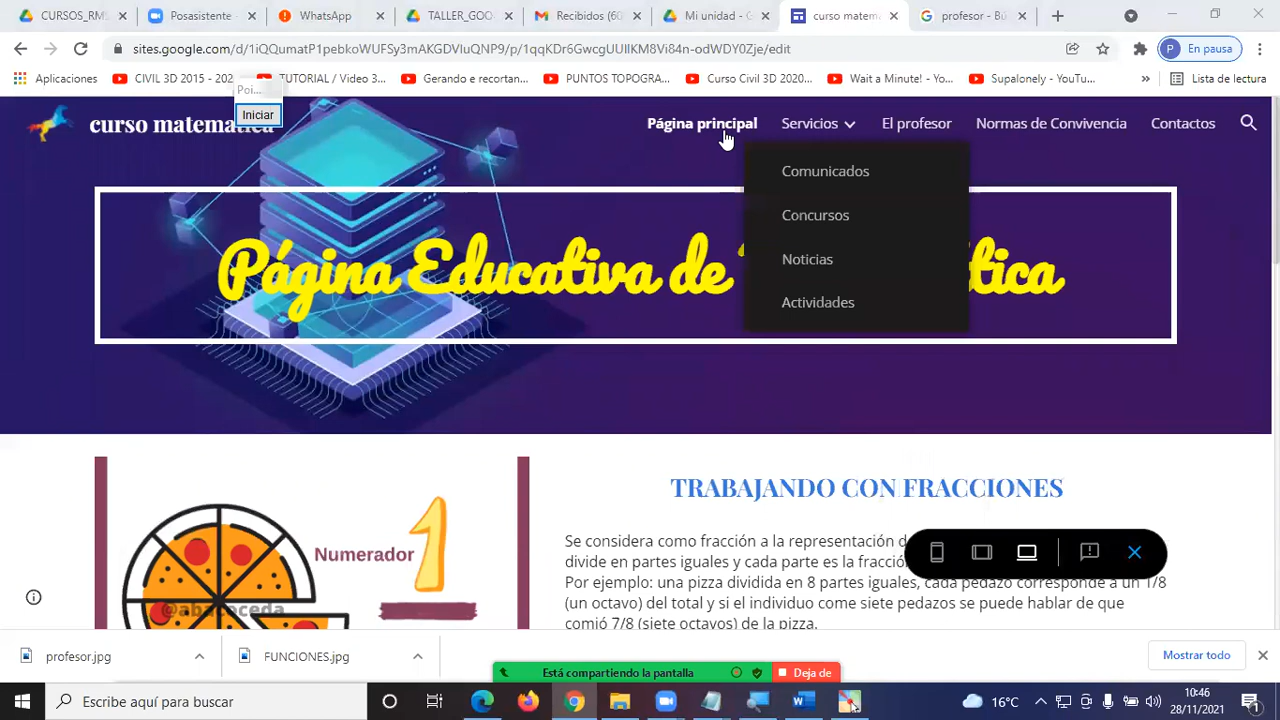 CURSOS_RM
Posasistente
WhatsApp
TALLER_GOO
Recibidos (60
Mi unidad - G
curso matem
profesor - Bú
sites.google.com/d/1iQQumatP1pebkoWUFSy3mAKGDVluQNP9/p/1qqKDr6GwcgUUIlKM8Vi84n-odWDY0Zje/edit
P En pausa
Aplicaciones
CIVIL 3D 2015 - 202
TUTORIAL / Video 3...
Gerando e recortan...
PUNTOS TOPOGRA...
Curso Civil 3D 2020...
Wait a Minute! - Yo...
Supalonely - YouTu...
Lista de lectura
Poi...
Iniciar
curso matematica
Página principal
Servicios
El profesor
Normas de Convivencia
Contactos
Comunicados
Concursos
Noticias
Actividades
Página Educativa de
ática
Numerador
1
@abaroceda
TRABAJANDO CON FRACCIONES
Se considera como fracción a la representación d
divide en partes iguales y cada parte es la fracció
Por ejemplo: una pizza dividida en 8 partes iguales, cada pedazo corresponde a un 1/8
(un octavo) del total y si el individuo come siete pedazos se puede hablar de que
comió 7/8 (siete octavos) de la pizza.
profesor.jpg
FUNCIONES.jpg
Mostrar todo
Está compartiendo la pantalla
Deja de
Escribe aquí para buscar
16°C
10:46
28/11/2021
1